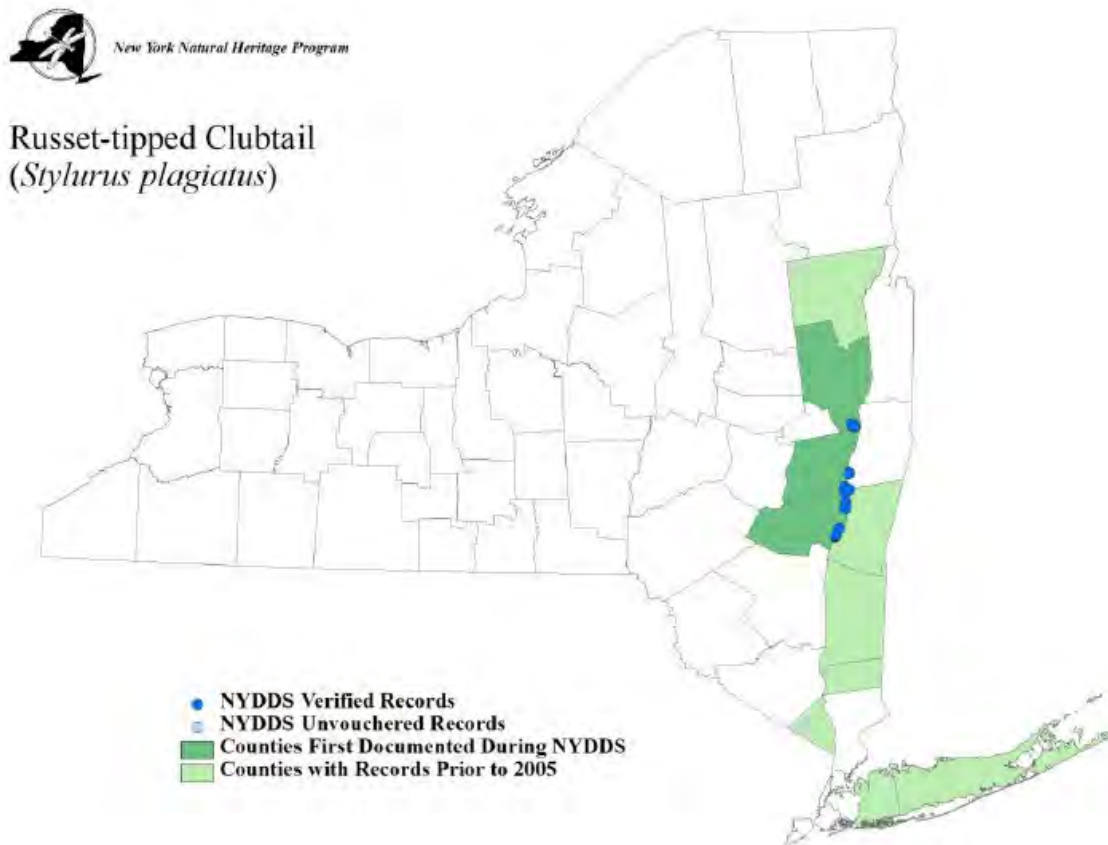 New York Natural Heritage Program
Russet-tipped Clubtail
(Stylurus plagiatus)
NYDDS Verified Records
NYDDS Unvouchered Records
Counties First Documented During NYDDS
Counties with Records Prior to 2005